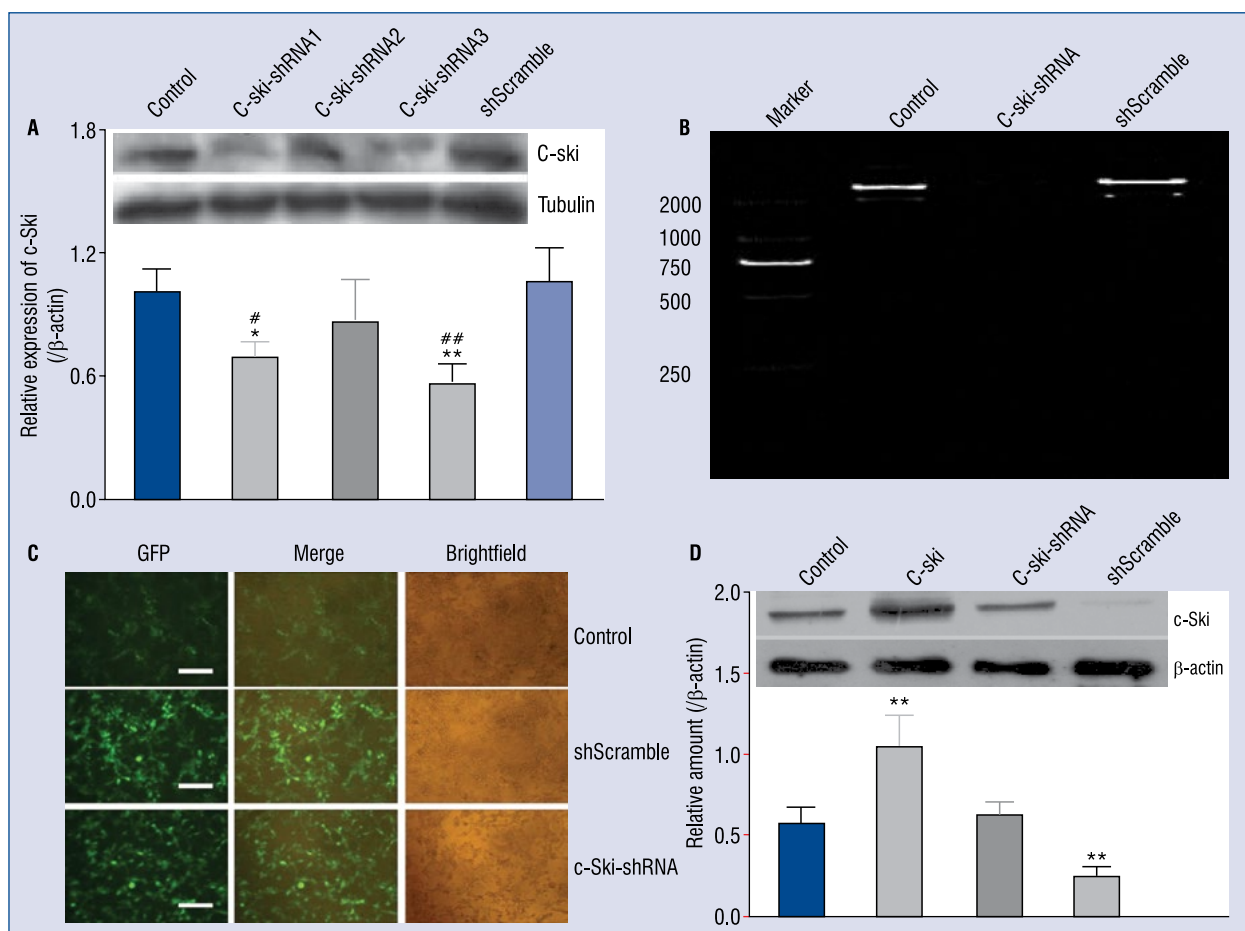 A
Control
C-ski-shRNA1
C-ski-shRNA2
C-ski-shRNA3
shScramble
Relative expression of c-Ski
(/β-actin)
1.8
1.2
0.6
0.0
C-ski
Tubulin
#
*
##
**
B
Marker
Control
C-ski-shRNA
shScramble
2000
1000
750
500
250
C
GFP
Merge
Brightfield
Control
shScramble
c-Ski-shRNA
D
Control
C-ski
C-ski-shRNA
shScramble
Relative amount (/β-actin)
2.0
1.5
1.0
0.5
0.0
c-Ski
β-actin
**
**